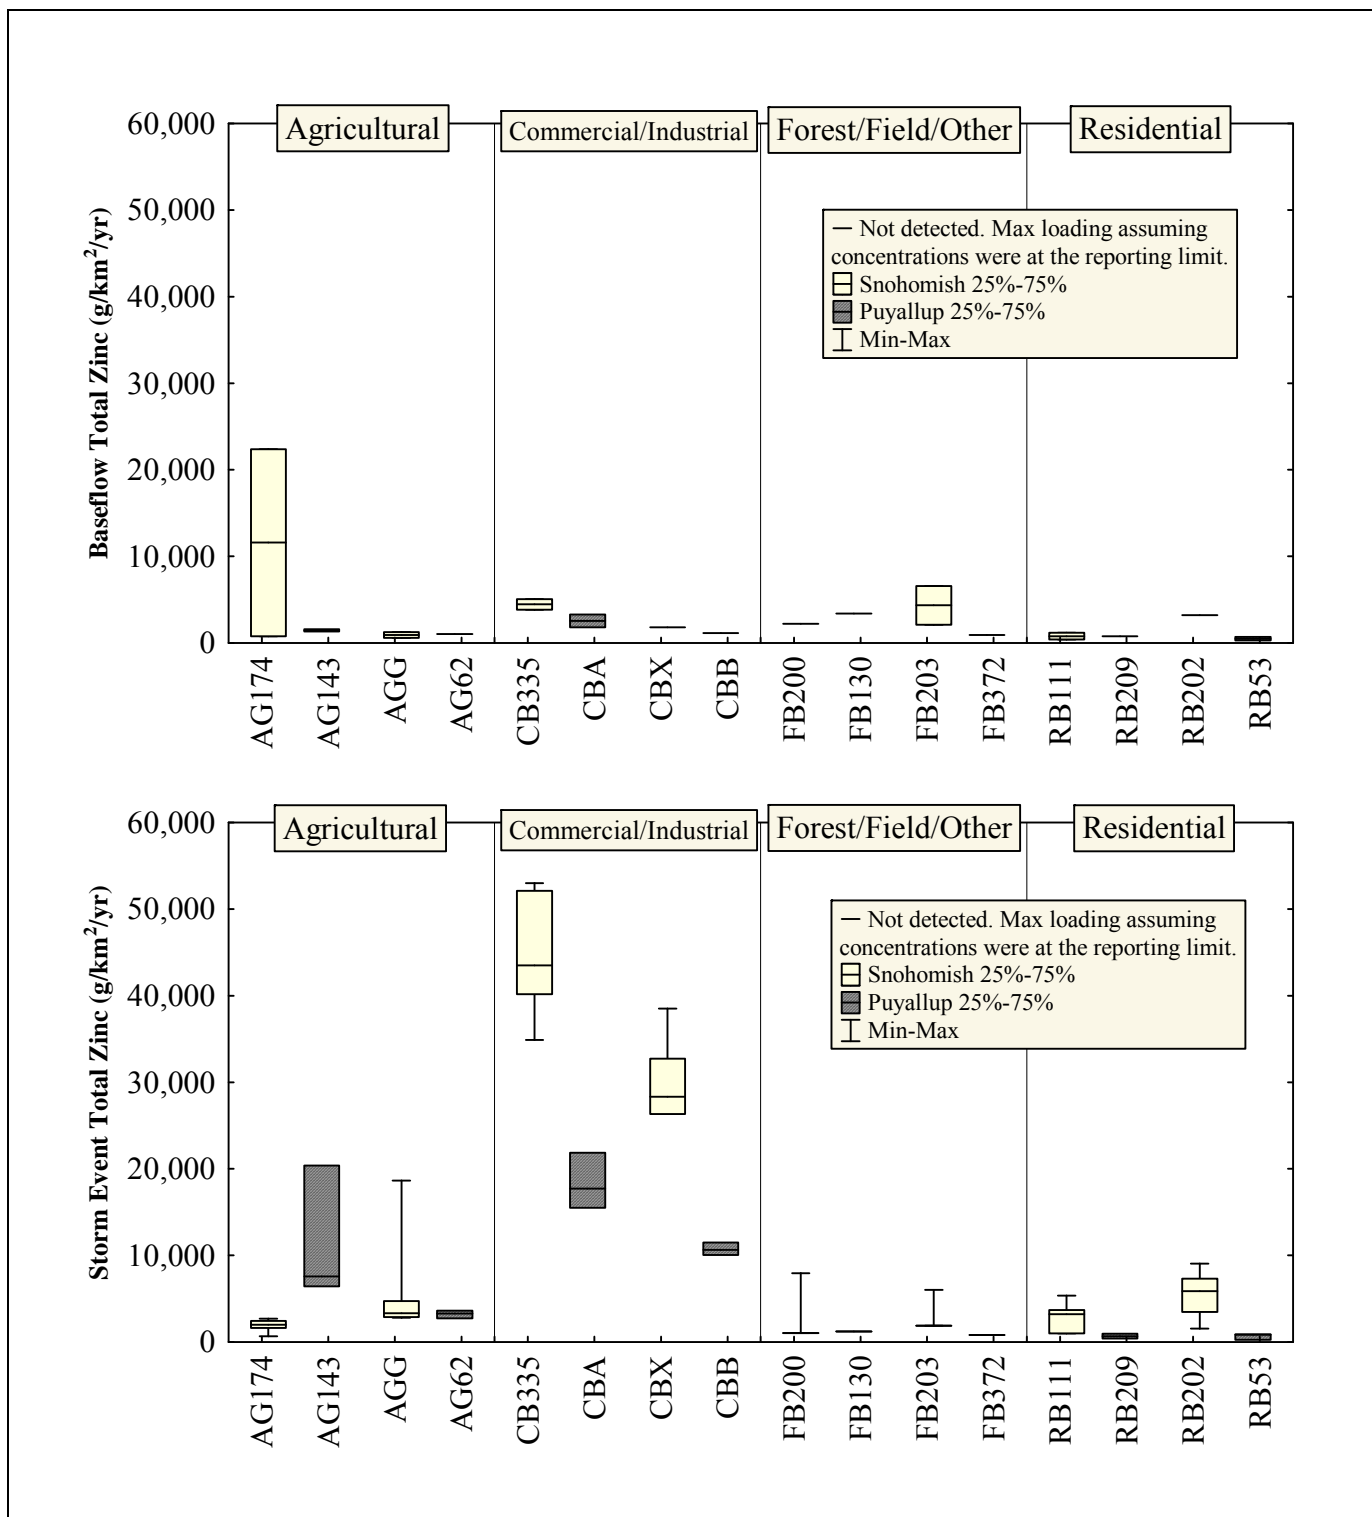 Agricultural
Commercial/Industrial
Forest/Field/Other
Residential
Baseflow Total Zinc (g/km²/yr)
60,000
50,000
40,000
30,000
20,000
10,000
0
Not detected. Max loading assuming
concentrations were at the reporting limit.
Snohomish 25%-75%
Puyallup 25%-75%
Min-Max
AG174
AG143
AGG
AG62
CB335
CBA
CBX
CBB
FB200
FB130
FB203
FB372
RB111
RB209
RB202
RB53
Agricultural
Commercial/Industrial
Forest/Field/Other
Residential
Storm Event Total Zinc (g/km²/yr)
60,000
50,000
40,000
30,000
20,000
10,000
0
Not detected. Max loading assuming
concentrations were at the reporting limit.
Snohomish 25%-75%
Puyallup 25%-75%
Min-Max
AG174
AG143
AGG
AG62
CB335
CBA
CBX
CBB
FB200
FB130
FB203
FB372
RB111
RB209
RB202
RB53